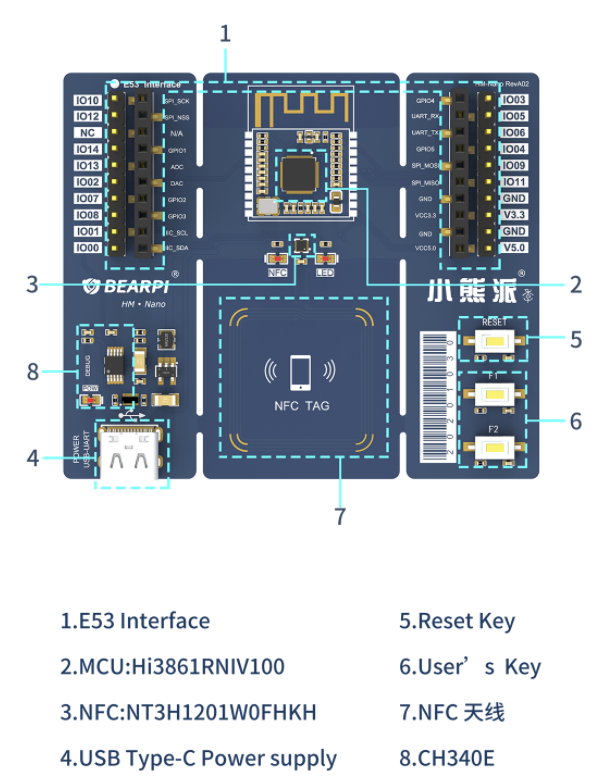 1
E53 Interface
HM-Nano RevA02
IO10
SPI_SCK
GPIO4
IO03
IO12
SPI_NSS
UART_RX
IO05
NC
N/A
UART_TX
IO06
IO14
GPIO1
GPIO5
IO04
IO13
ADC
SPI_MOSI
IO09
IO02
DAC
SPI_MISO
IO11
IO07
GPIO2
GND
GND
IO08
GPIO3
VCC3.3
V3.3
IO01
IIC_SCL
GND
GND
IO00
IIC_SDA
VCC5.0
V5.0
NFC
LED
3
BEARPI®
HM • Nano
小熊派®
2
RESET
5
8
DEBUG
POW
NFC TAG
F1
6
F2
4
POWER
USB-UART
7
1.E53 Interface
5.Reset Key
2.MCU:Hi3861RNIV100
6.User’s Key
3.NFC:NT3H1201W0FHKH
7.NFC 天线
4.USB Type-C Power supply
8.CH340E